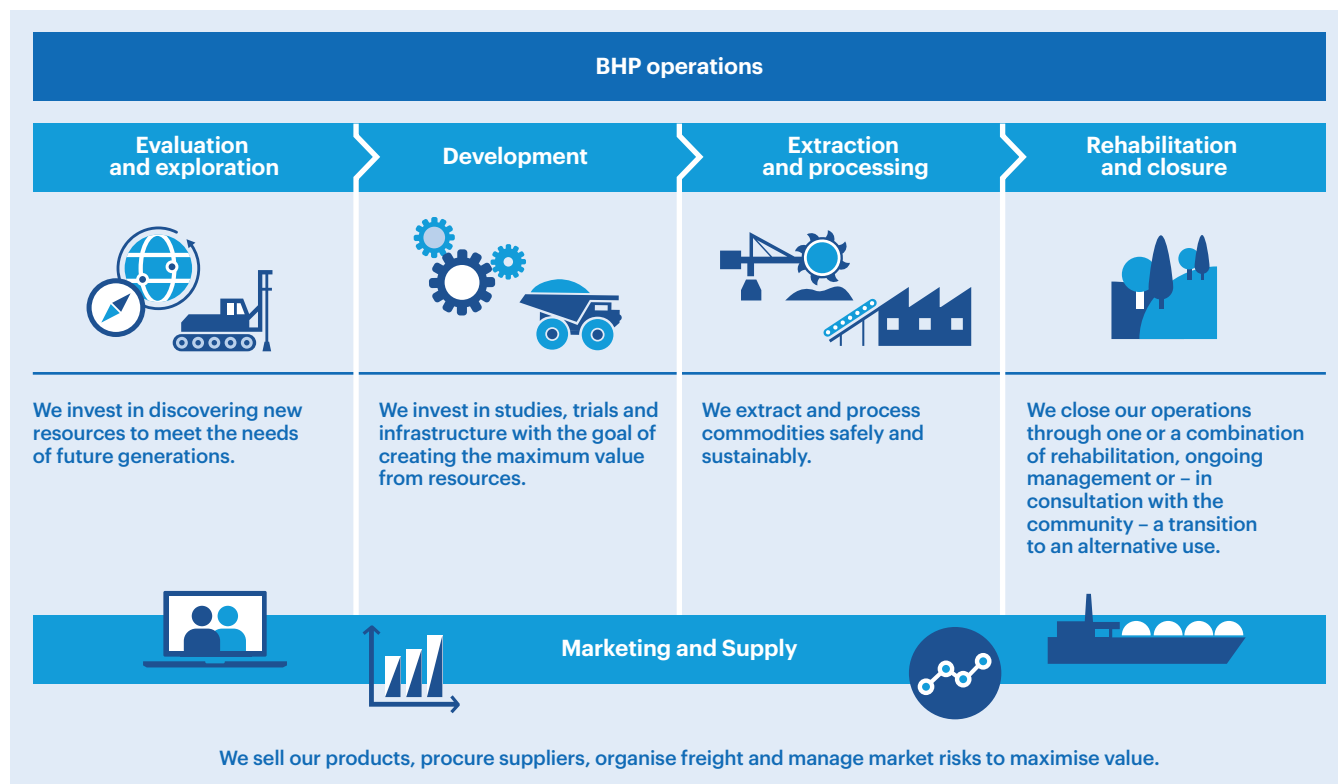 BHP operations
Evaluation
and exploration
Development
Extraction
and processing
Rehabilitation
and closure
We invest in discovering new
resources to meet the needs
of future generations.
We invest in studies, trials and
infrastructure with the goal of
creating the maximum value
from resources.
We extract and process
commodities safely and
sustainably.
We close our operations
through one or a combination
of rehabilitation, ongoing
management or – in
consultation with the
community – a transition
to an alternative use.
Marketing and Supply
We sell our products, procure suppliers, organise freight and manage market risks to maximise value.